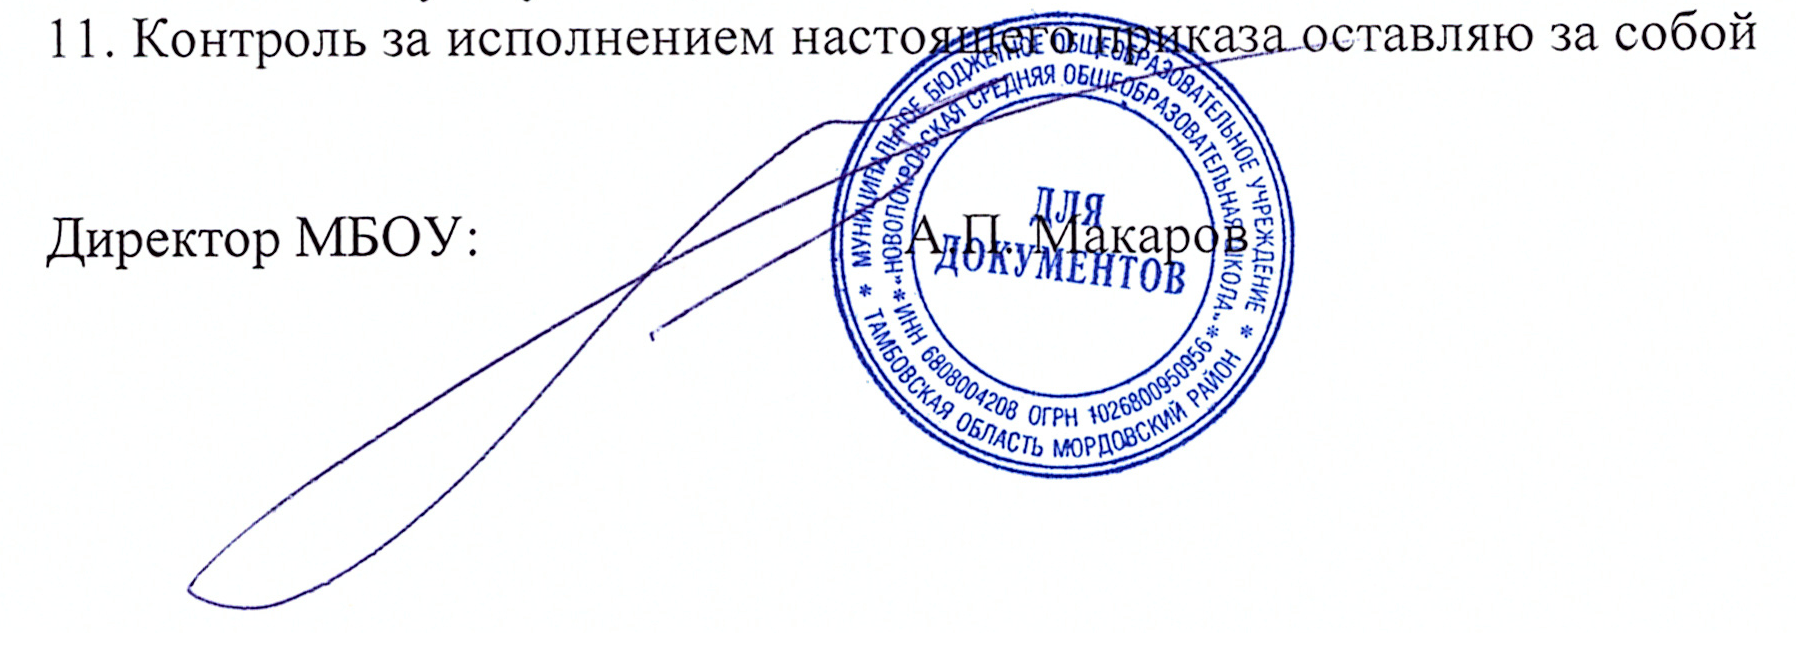 11. Контроль за исполнением настоящего приказа оставляю за собой
Директор МБОУ: А.П. Макаров
* МУНИЦИПАЛЬНОЕ БЮДЖЕТНОЕ ОБЩЕОБРАЗОВАТЕЛЬНОЕ УЧРЕЖДЕНИЕ *
ТАМБОВСКАЯ ОБЛАСТЬ МОРДОВСКИЙ РАЙОН
*«НОВОПОКРОВСКАЯ СРЕДНЯЯ ОБЩЕОБРАЗОВАТЕЛЬНАЯ ШКОЛА»*
ИНН 6808004208 ОГРН 1026800950956
ДЛЯ
ДОКУМЕНТОВ